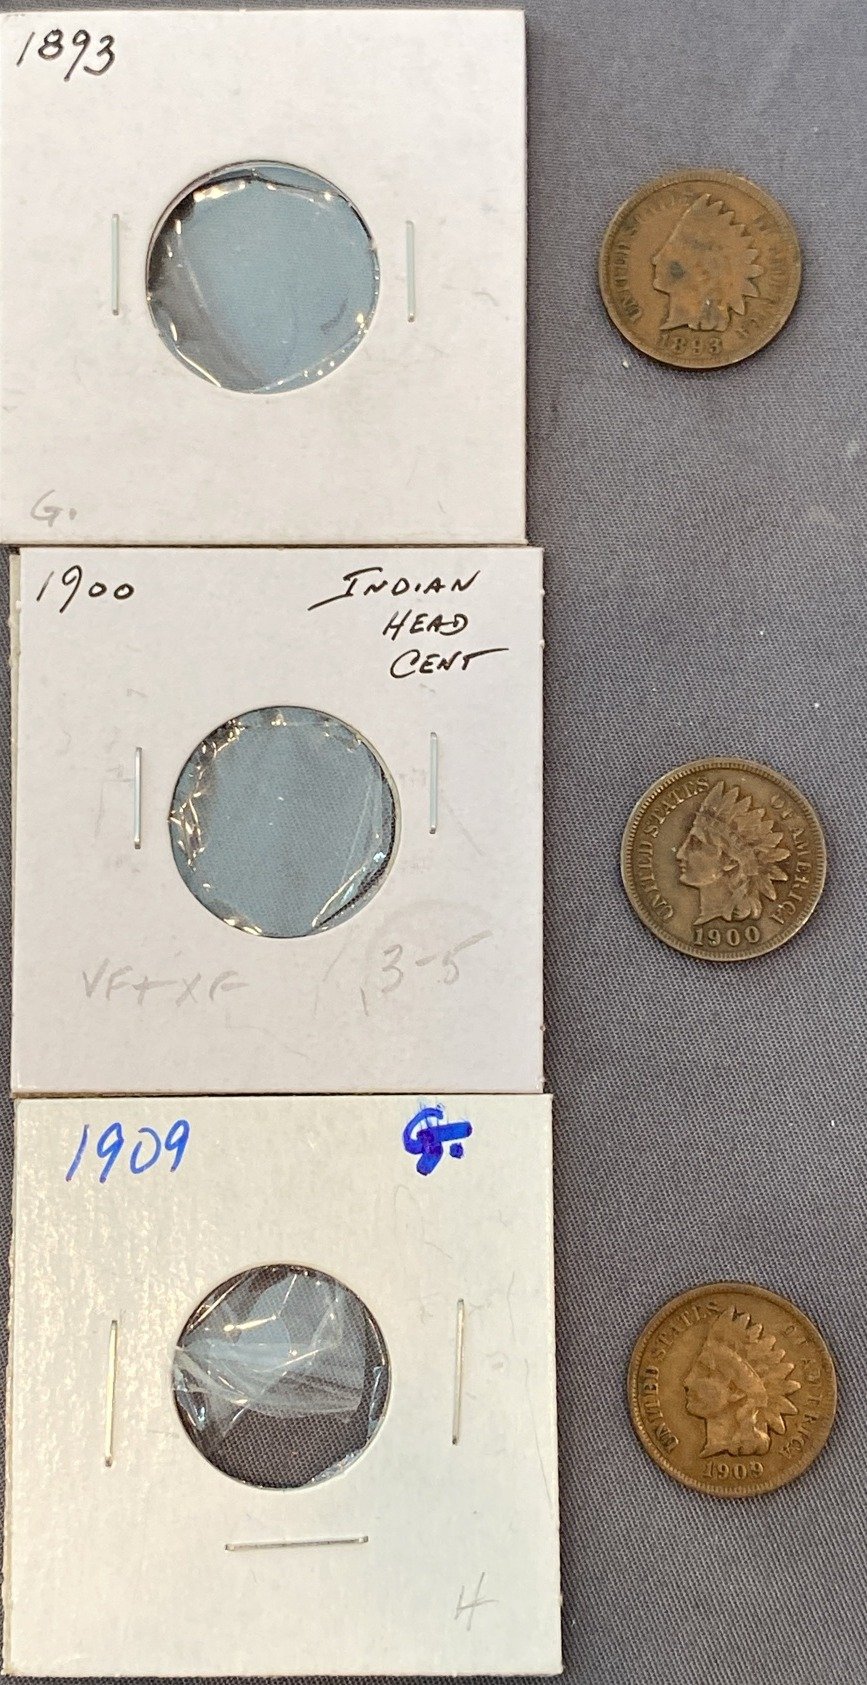 1893
G.
UNITED STATES OF AMERICA
1893
1900
INDIAN
HEAD
CENT
VF+ XF
3-5
UNITED STATES OF AMERICA
1900
1909
G.
H
UNITED STATES OF AMERICA
1909